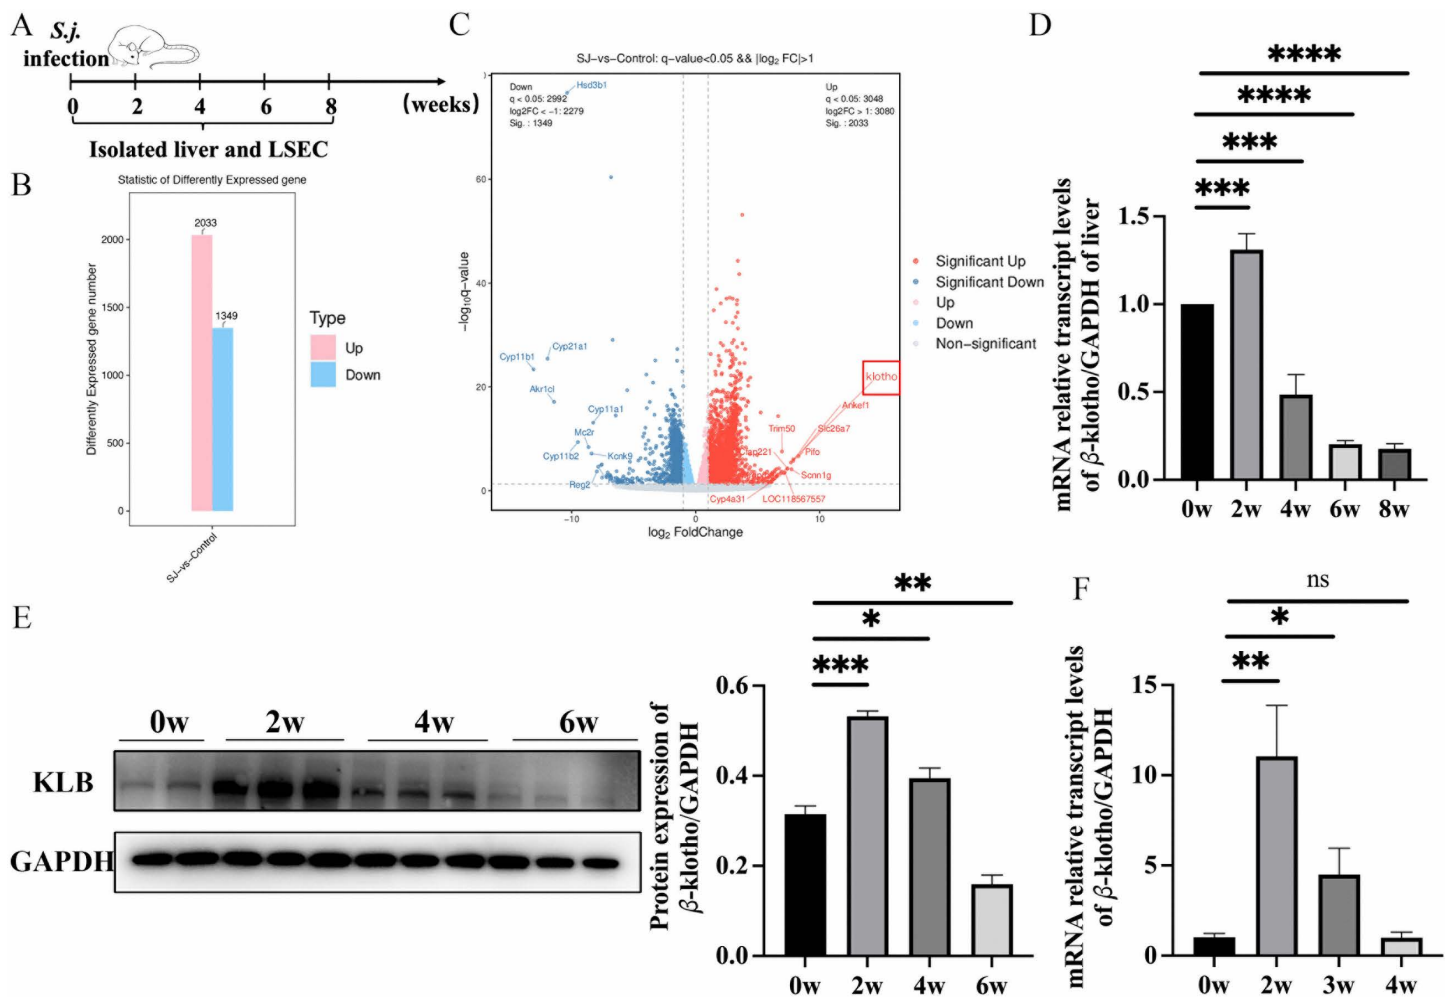 A
S.j.
infection
0
2
4
6
8
(weeks)
Isolated liver and LSEC
B
Statistic of Differently Expressed gene
Differently Expressed gene number
2000
1500
1000
500
0
2033
1349
SJ-vs-Control
Type
Up
Down
C
SJ-vs-Control: q-value<0.05 && |log2 FC|>1
Down
q < 0.05: 2992
log2FC < -1: 2279
Sig. : 1349
Up
q < 0.05: 3048
log2FC > 1: 3080
Sig. : 2033
Hsd3b1
Cyp21a1
Cyp11b1
Akr1cl
Cyp11a1
Mc2r
Cyp11b2
Kcnk9
Reg2
klotho
Ankef1
Trim50
Slc26a7
Pifo
Scnn1g
Cyp4a31
LOC118567557
-log10q-value
60
40
20
0
-10
0
10
log2 FoldChange
Significant Up
Significant Down
Up
Down
Non-significant
D
****
****
***
***
mRNA relative transcript levels
of β-klotho/GAPDH of liver
1.5
1.0
0.5
0.0
0w 2w 4w 6w 8w
E
0w 2w 4w 6w
KLB
GAPDH
**
*
***
Protein expression of
β-klotho/GAPDH
0.6
0.4
0.2
0.0
0w 2w 4w 6w
F
ns
*
**
mRNA relative transcript levels
of β-klotho/GAPDH
15
10
5
0
0w 2w 3w 4w